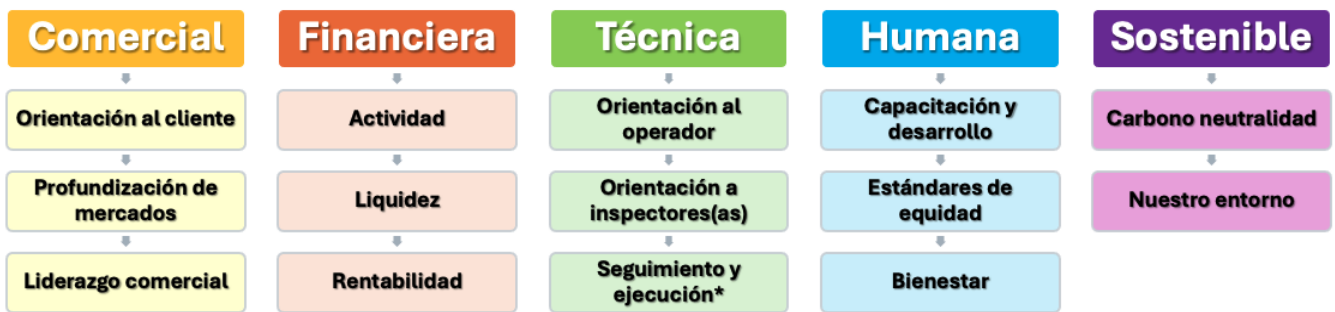 Comercial
Orientación al cliente
Profundización de
mercados
Liderazgo comercial
Financiera
Actividad
Liquidez
Rentabilidad
Técnica
Orientación al
operador
Orientación a
inspectores(as)
Seguimiento y
ejecución*
Humana
Capacitación y
desarrollo
Estándares de
equidad
Bienestar
Sostenible
Carbono neutralidad
Nuestro entorno